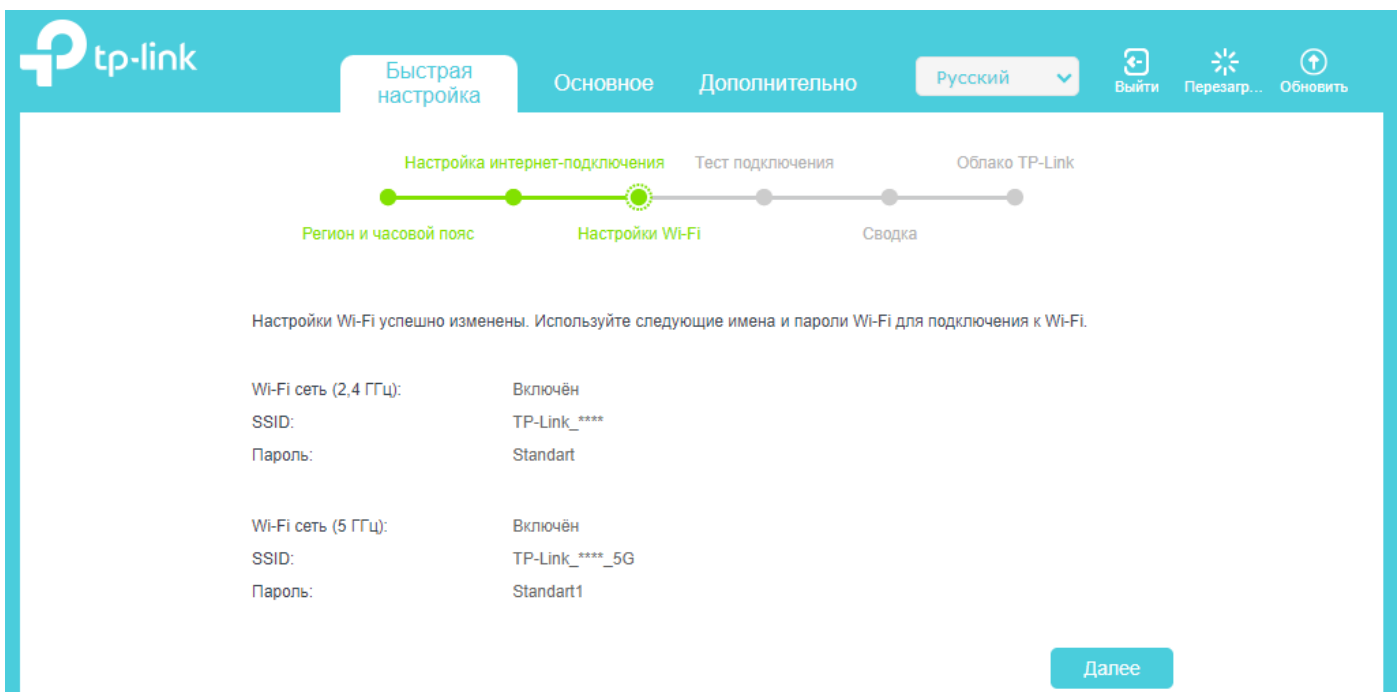 tp-link
Быстрая
настройка
Основное
Дополнительно
Русский
Выйти
Перезагр...
Обновить
Настройка интернет-подключения
Тест подключения
Облако TP-Link
Регион и часовой пояс
Настройки Wi-Fi
Сводка
Настройки Wi-Fi успешно изменены. Используйте следующие имена и пароли Wi-Fi для подключения к Wi-Fi.
Wi-Fi сеть (2,4 ГГц): Включён
SSID: TP-Link_****
Пароль: Standart
Wi-Fi сеть (5 ГГц): Включён
SSID: TP-Link_****_5G
Пароль: Standart1
Далее